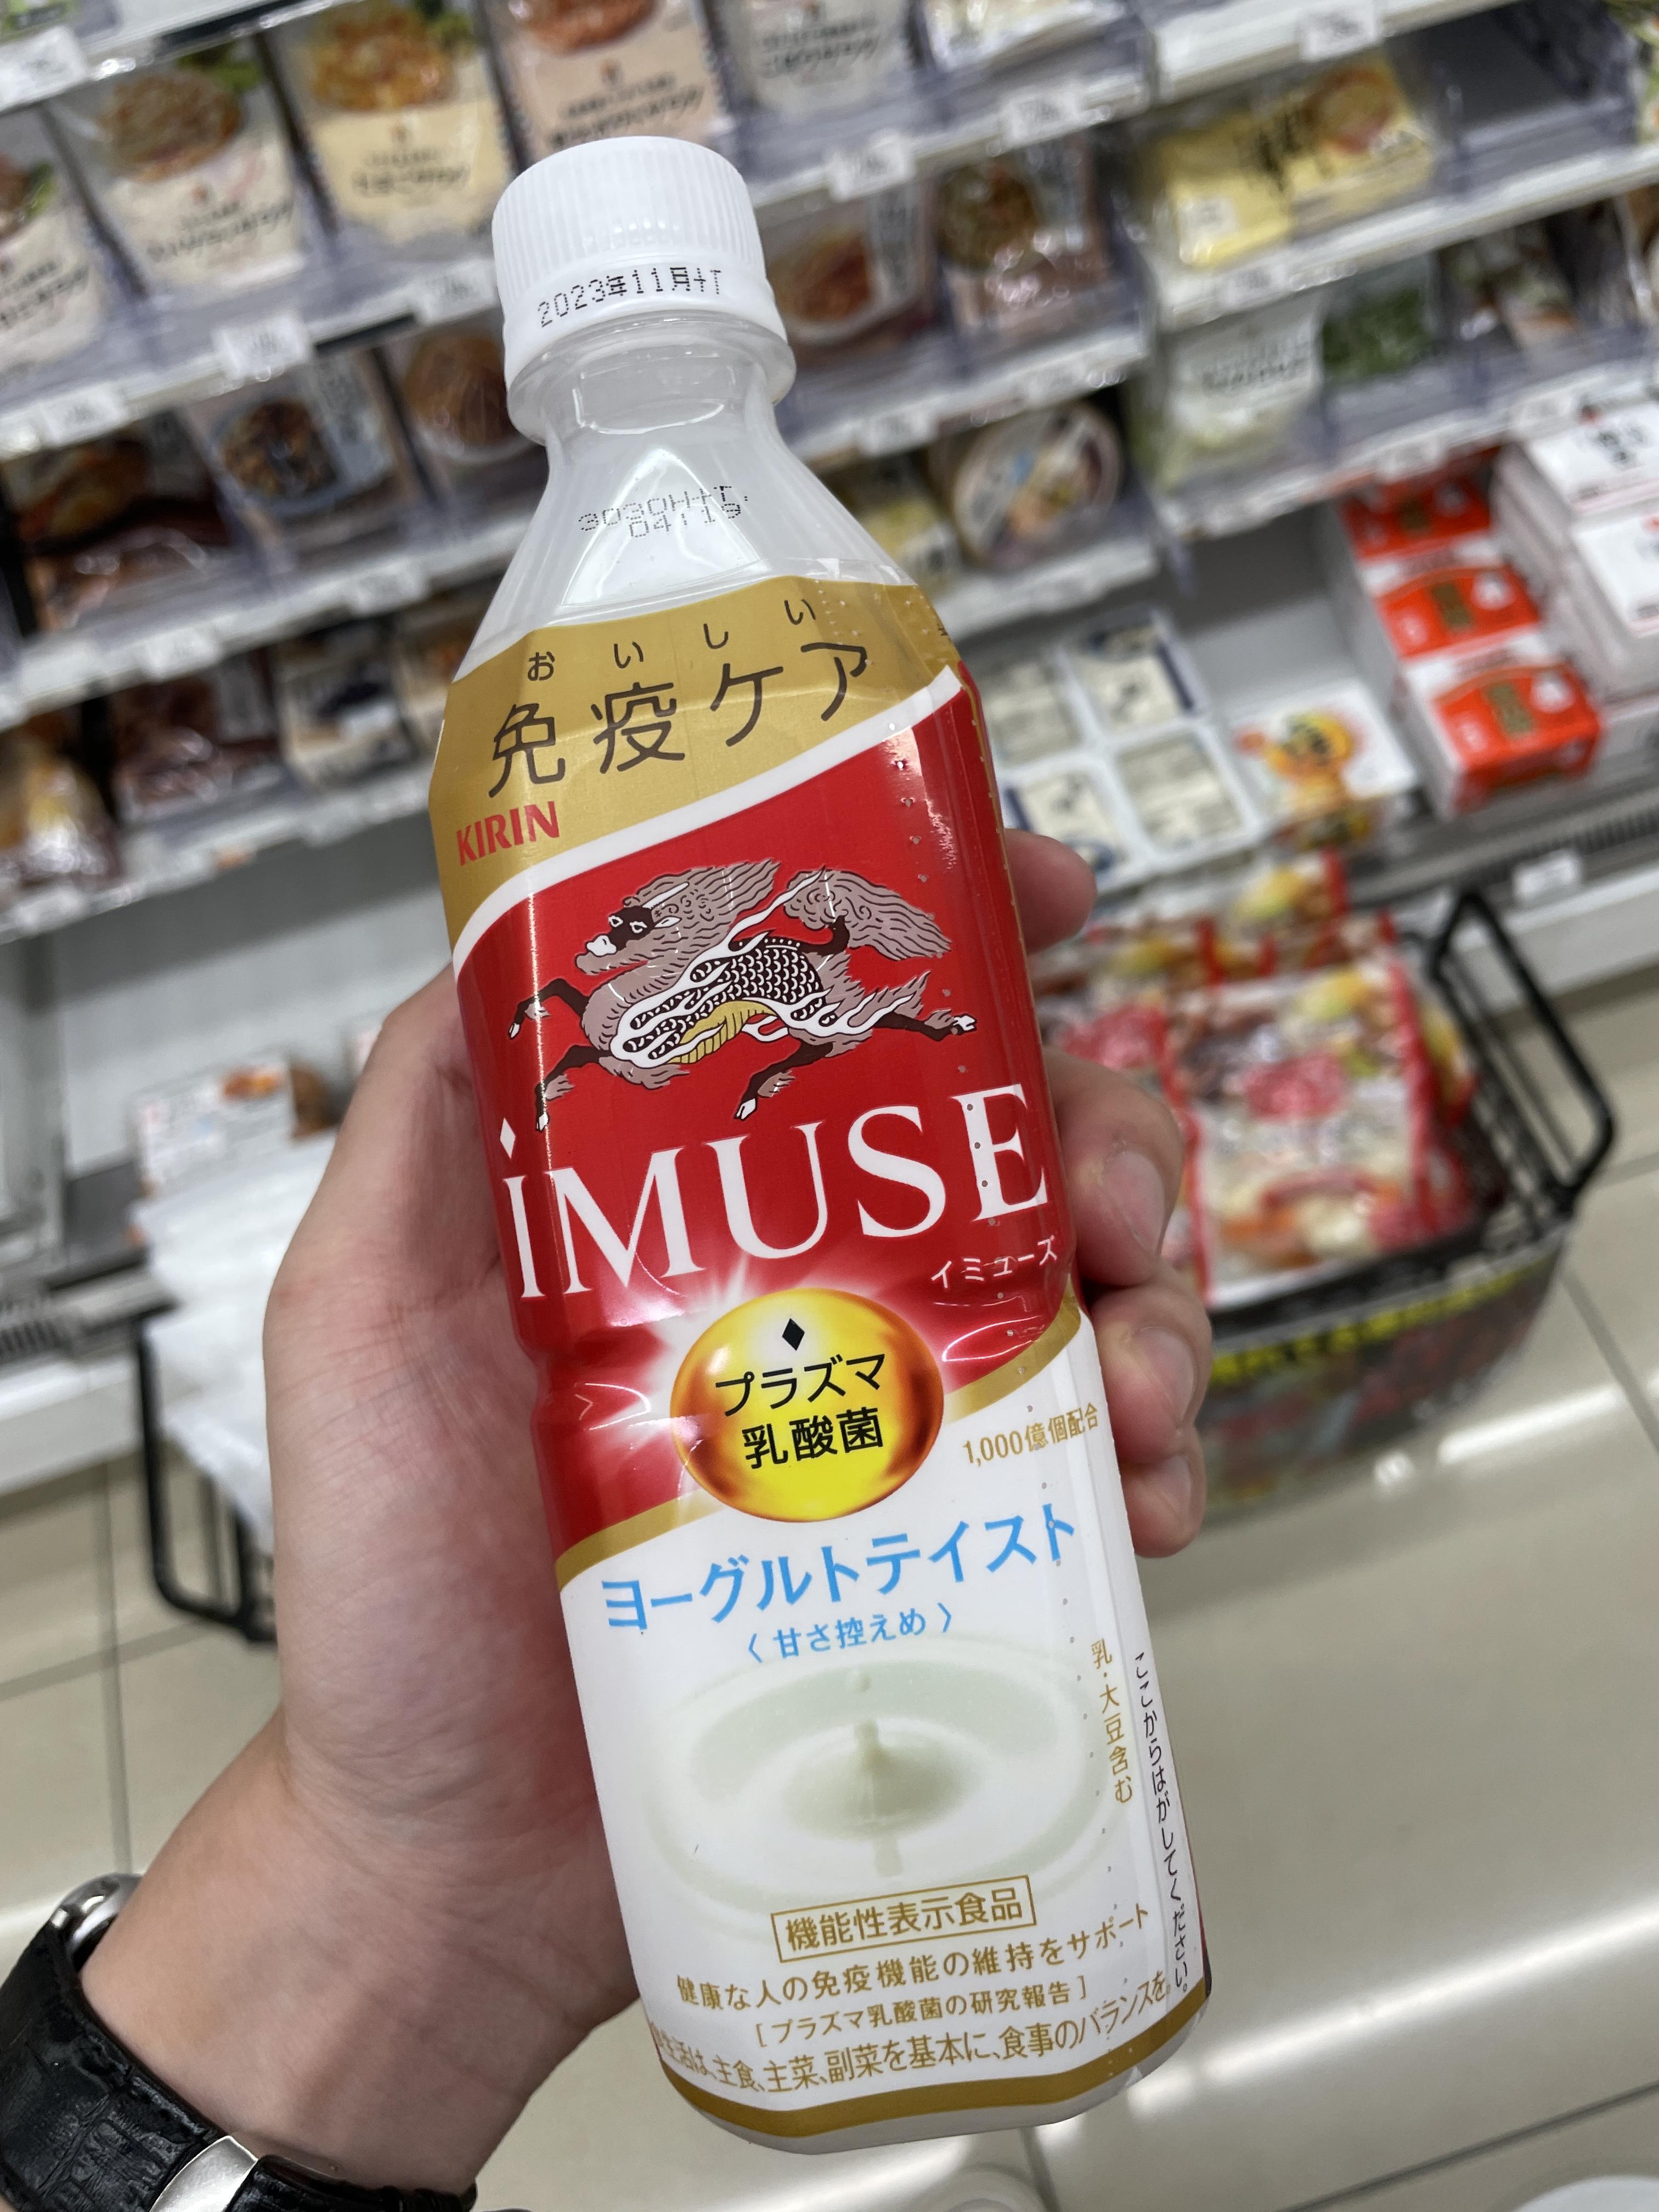 2023年11月
04:19
おいしい
免疫ケア
KIRIN
iMUSE
イミューズ
プラズマ
乳酸菌
1,000億個配合
ヨーグルトテイスト
〈甘さ控えめ〉
乳・大豆含む
ここからはがしてください。
機能性表示食品
健康な人の免疫機能の維持をサポート
[プラズマ乳酸菌の研究報告]
生活は、主食、主菜、副菜を基本に、食事のバランスを。